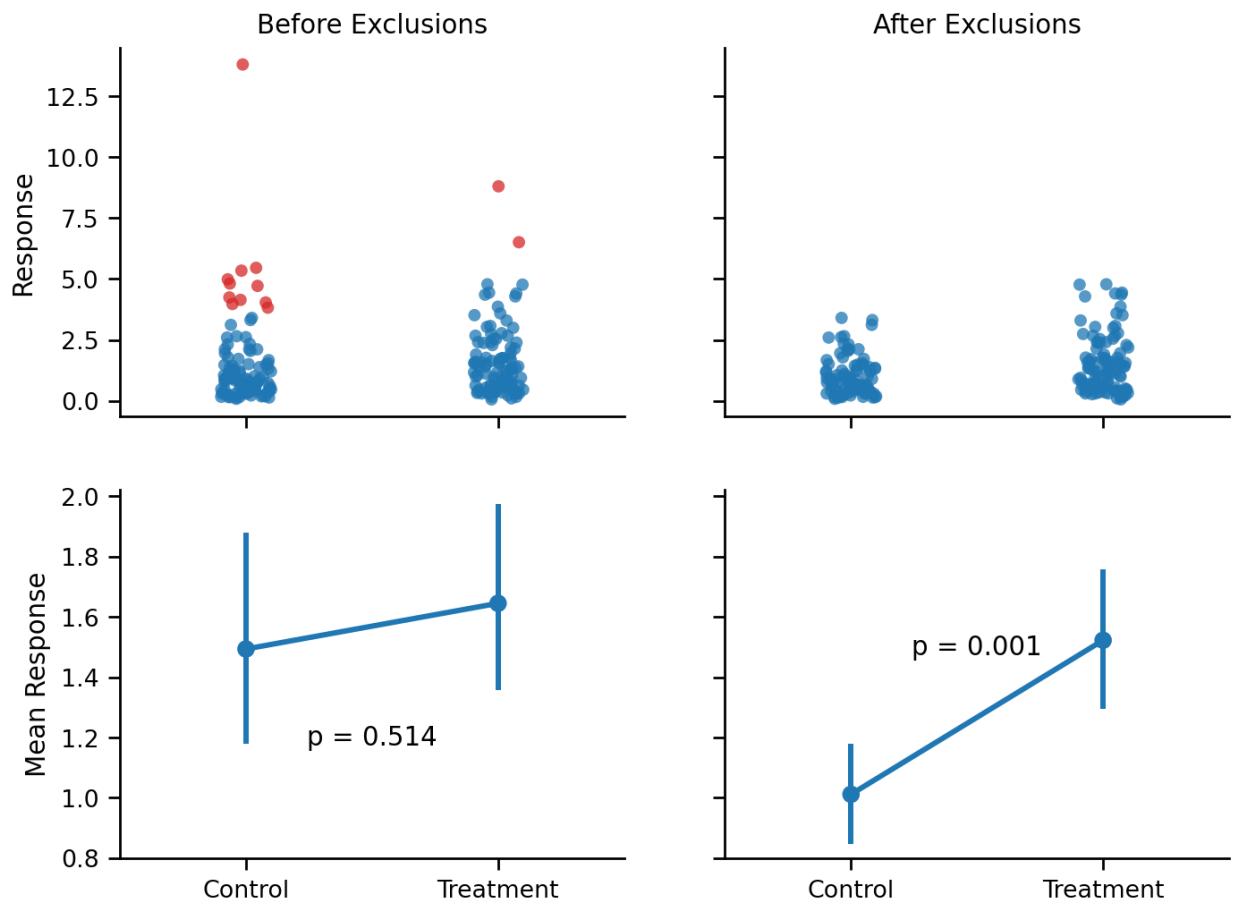 Before Exclusions
After Exclusions
Response
12.5
10.0
7.5
5.0
2.5
0.0
Mean Response
2.0
1.8
1.6
1.4
1.2
1.0
0.8
p = 0.514
p = 0.001
Control
Treatment
Control
Treatment